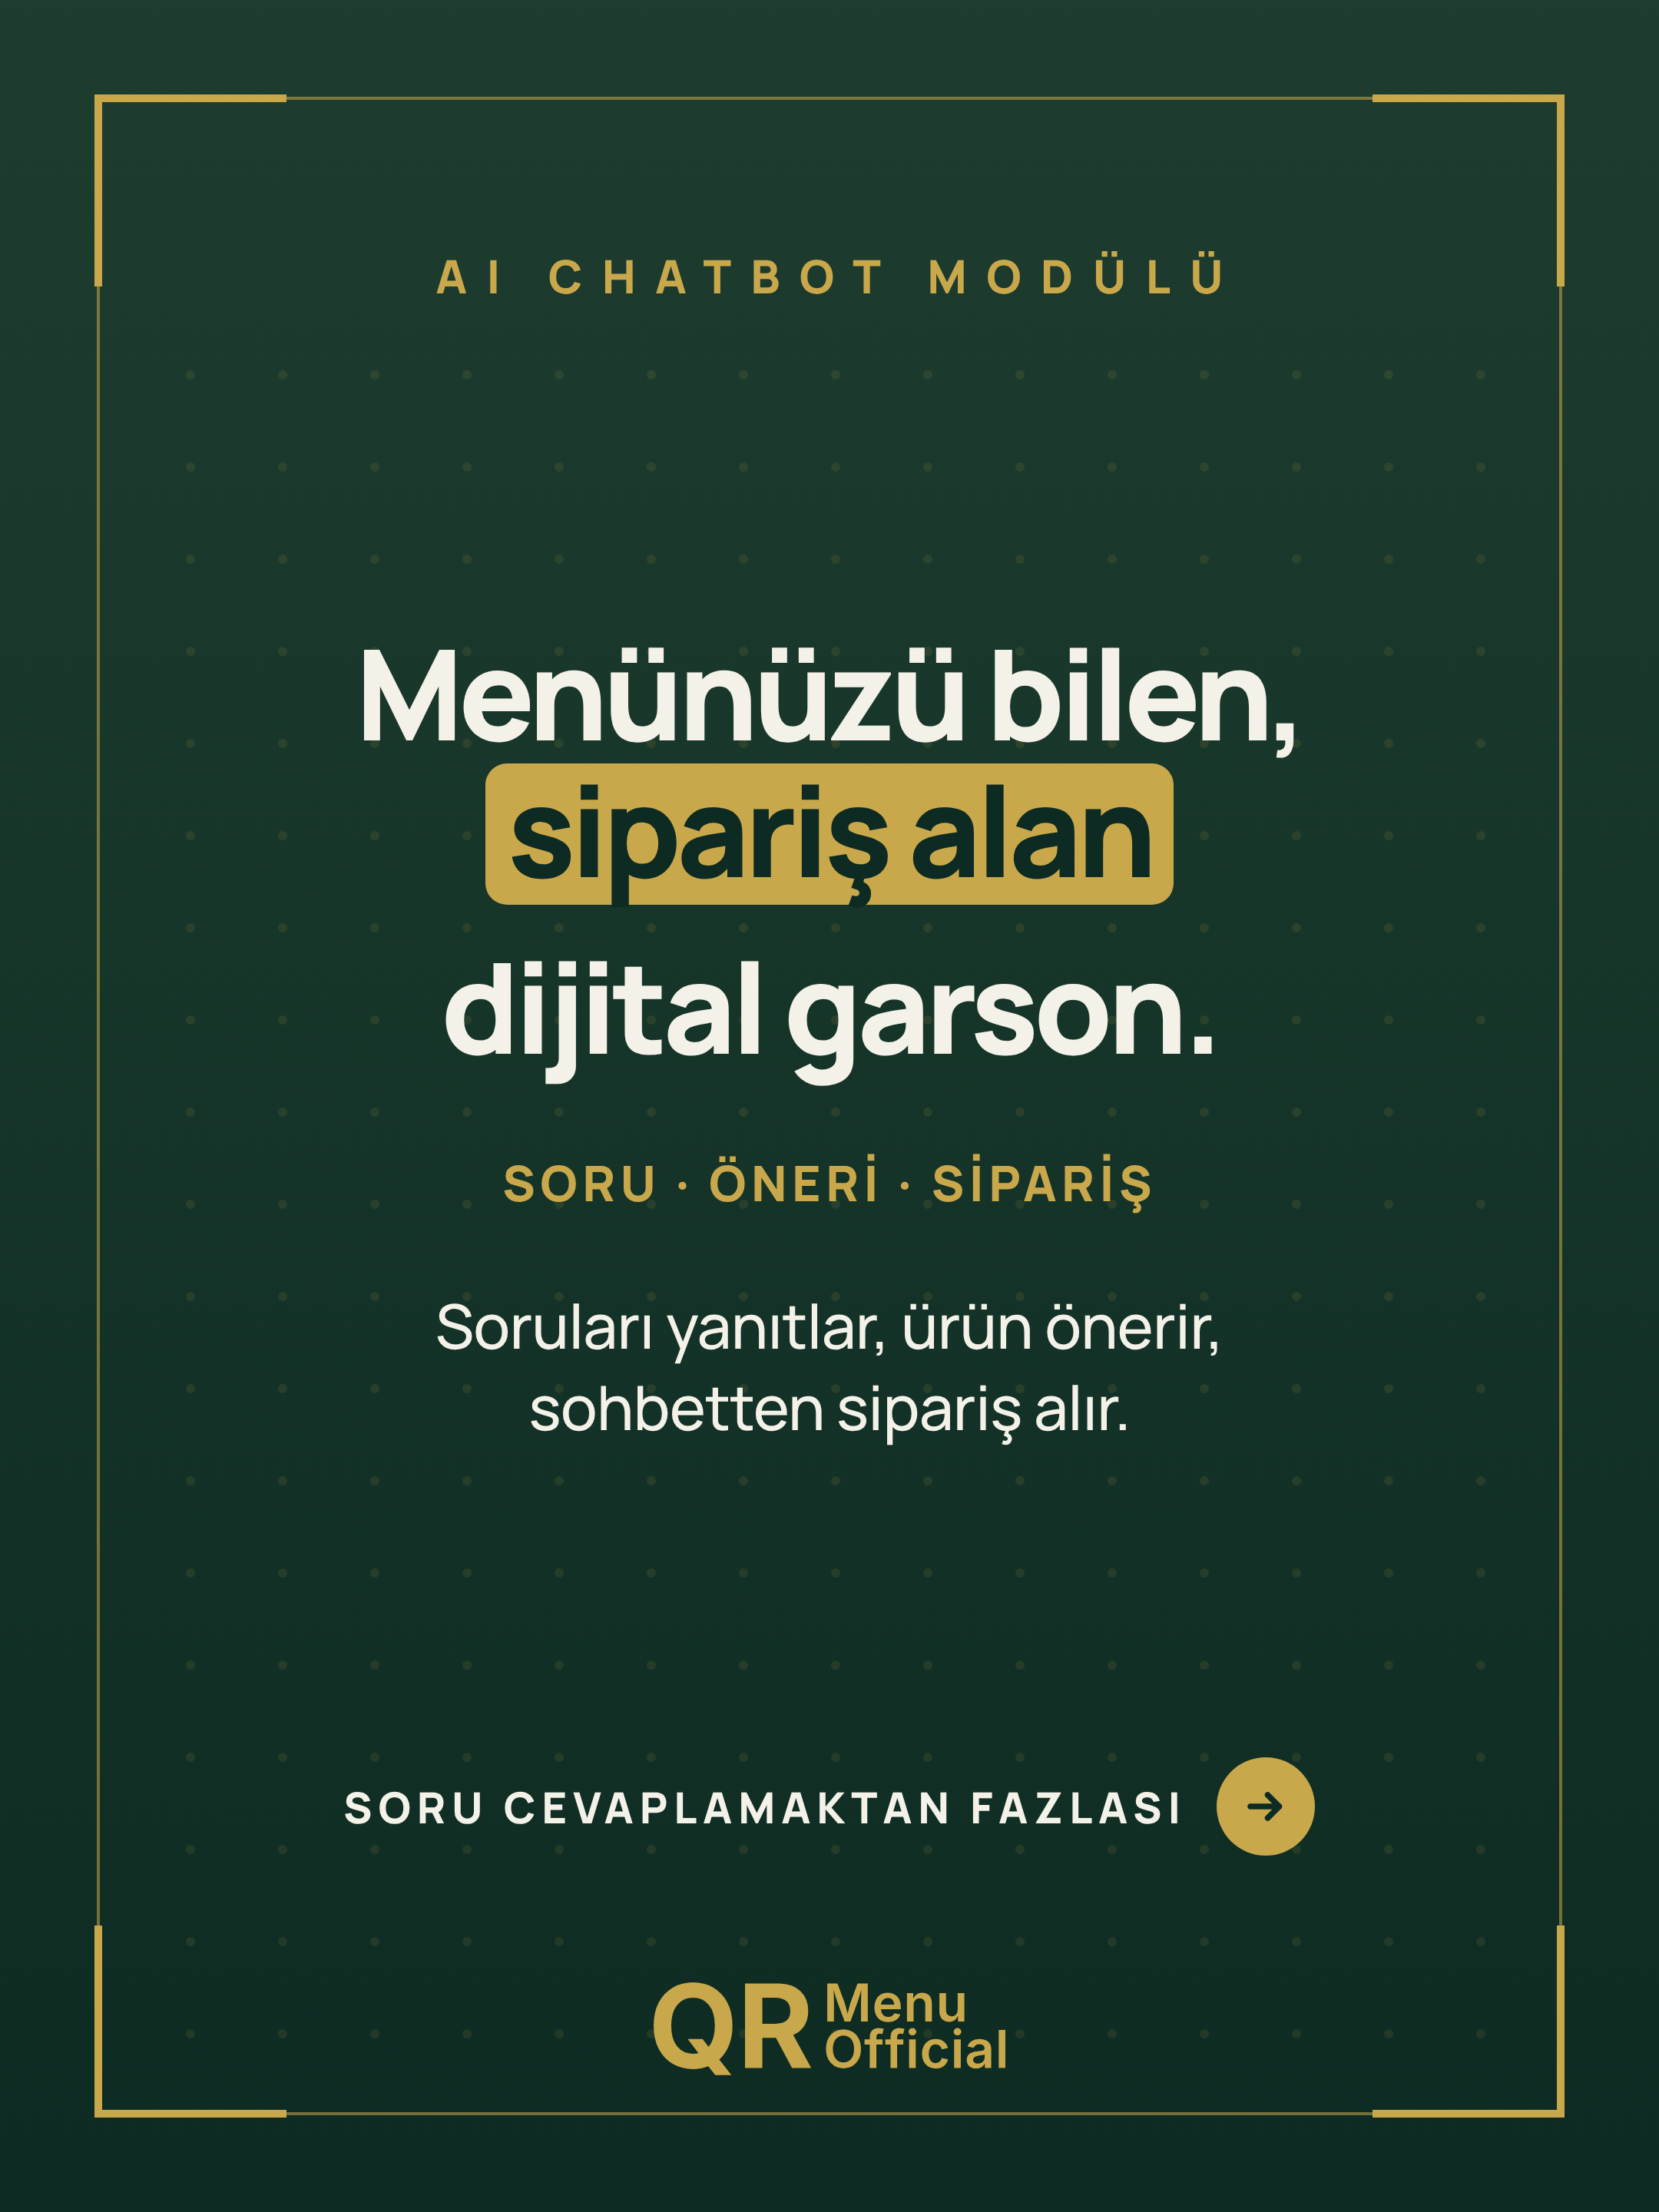 AI CHATBOT MODÜLÜ
Menünüzü bilen,
sipariş alan
dijital garson.
SORU · ÖNERİ · SİPARİŞ
Soruları yanıtlar, ürün önerir,
sohbetten sipariş alır.
SORU CEVAPLAMAKTAN FAZLASI
QR Menu
Official